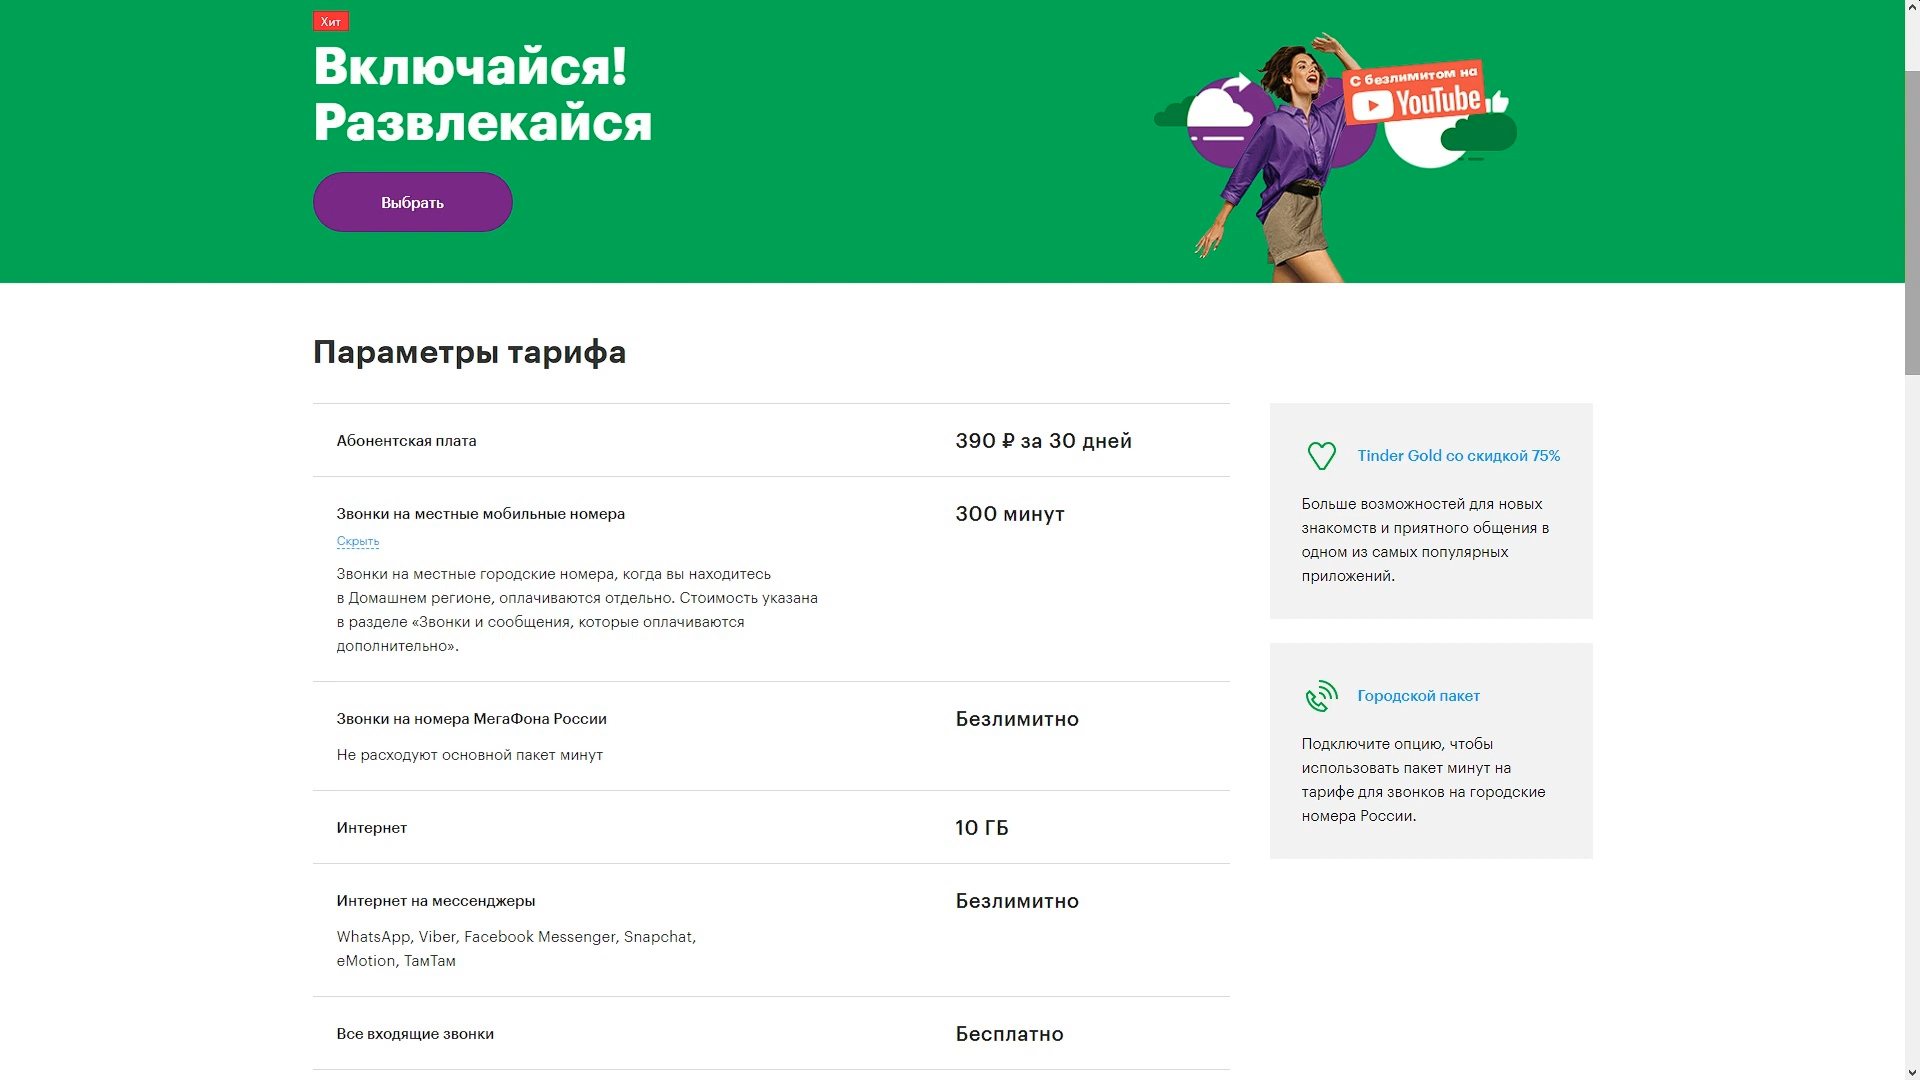 Хит
Включайся!
Развлекайся
Выбрать
С безлимитом на
YouTube
Параметры тарифа
Абонентская плата
390 ₽ за 30 дней
Звонки на местные мобильные номера
300 минут
Скрыть
Звонки на местные городские номера, когда вы находитесь
в Домашнем регионе, оплачиваются отдельно. Стоимость указана
в разделе «Звонки и сообщения, которые оплачиваются
дополнительно».
Звонки на номера МегаФона России
Безлимитно
Не расходуют основной пакет минут
Интернет
10 ГБ
Интернет на мессенджеры
Безлимитно
WhatsApp, Viber, Facebook Messenger, Snapchat,
eMotion, ТамТам
Все входящие звонки
Бесплатно
Tinder Gold со скидкой 75%
Больше возможностей для новых
знакомств и приятного общения в
одном из самых популярных
приложений.
Городской пакет
Подключите опцию, чтобы
использовать пакет минут на
тарифе для звонков на городские
номера России.